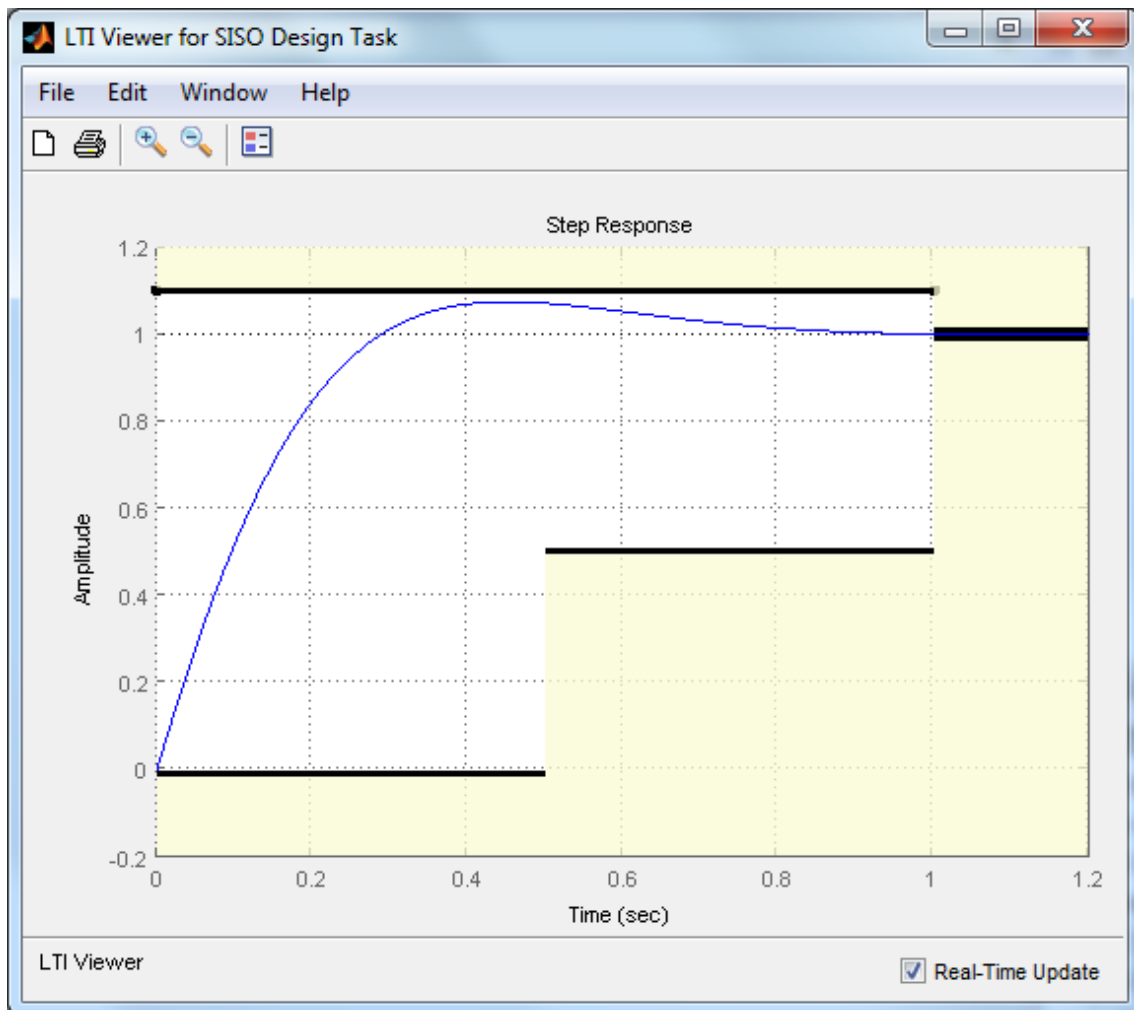 LTI Viewer for SISO Design Task
File Edit Window Help
Step Response
1.2
1
0.8
0.6
0.4
0.2
0
-0.2
Amplitude
0 0.2 0.4 0.6 0.8 1 1.2
Time (sec)
LTI Viewer
Real-Time Update